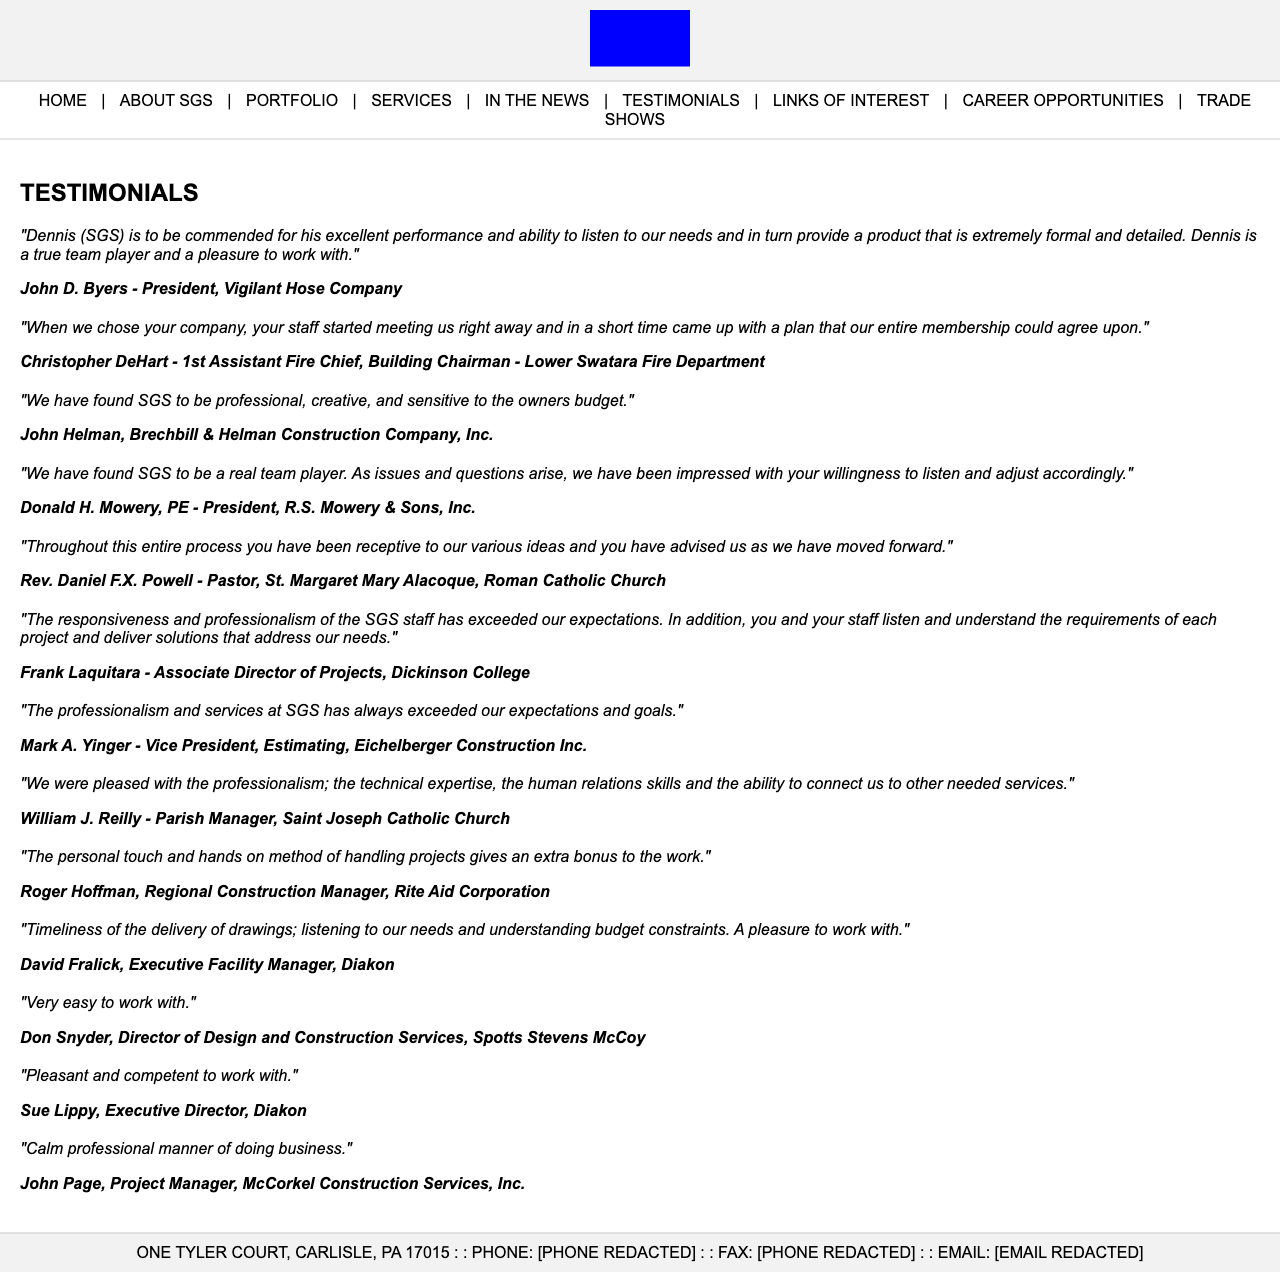 HOME | ABOUT SGS | PORTFOLIO | SERVICES | IN THE NEWS | TESTIMONIALS | LINKS OF INTEREST | CAREER OPPORTUNITIES | TRADE
SHOWS
TESTIMONIALS
"Dennis (SGS) is to be commended for his excellent performance and ability to listen to our needs and in turn provide a product that is extremely formal and detailed. Dennis is
a true team player and a pleasure to work with."
John D. Byers - President, Vigilant Hose Company
"When we chose your company, your staff started meeting us right away and in a short time came up with a plan that our entire membership could agree upon."
Christopher DeHart - 1st Assistant Fire Chief, Building Chairman - Lower Swatara Fire Department
"We have found SGS to be professional, creative, and sensitive to the owners budget."
John Helman, Brechbill & Helman Construction Company, Inc.
"We have found SGS to be a real team player. As issues and questions arise, we have been impressed with your willingness to listen and adjust accordingly."
Donald H. Mowery, PE - President, R.S. Mowery & Sons, Inc.
"Throughout this entire process you have been receptive to our various ideas and you have advised us as we have moved forward."
Rev. Daniel F.X. Powell - Pastor, St. Margaret Mary Alacoque, Roman Catholic Church
"The responsiveness and professionalism of the SGS staff has exceeded our expectations. In addition, you and your staff listen and understand the requirements of each
project and deliver solutions that address our needs."
Frank Laquitara - Associate Director of Projects, Dickinson College
"The professionalism and services at SGS has always exceeded our expectations and goals."
Mark A. Yinger - Vice President, Estimating, Eichelberger Construction Inc.
"We were pleased with the professionalism; the technical expertise, the human relations skills and the ability to connect us to other needed services."
William J. Reilly - Parish Manager, Saint Joseph Catholic Church
"The personal touch and hands on method of handling projects gives an extra bonus to the work."
Roger Hoffman, Regional Construction Manager, Rite Aid Corporation
"Timeliness of the delivery of drawings; listening to our needs and understanding budget constraints. A pleasure to work with."
David Fralick, Executive Facility Manager, Diakon
"Very easy to work with."
Don Snyder, Director of Design and Construction Services, Spotts Stevens McCoy
"Pleasant and competent to work with."
Sue Lippy, Executive Director, Diakon
"Calm professional manner of doing business."
John Page, Project Manager, McCorkel Construction Services, Inc.
ONE TYLER COURT, CARLISLE, PA 17015 : : PHONE: [PHONE REDACTED] : : FAX: [PHONE REDACTED] : : EMAIL: [EMAIL REDACTED]